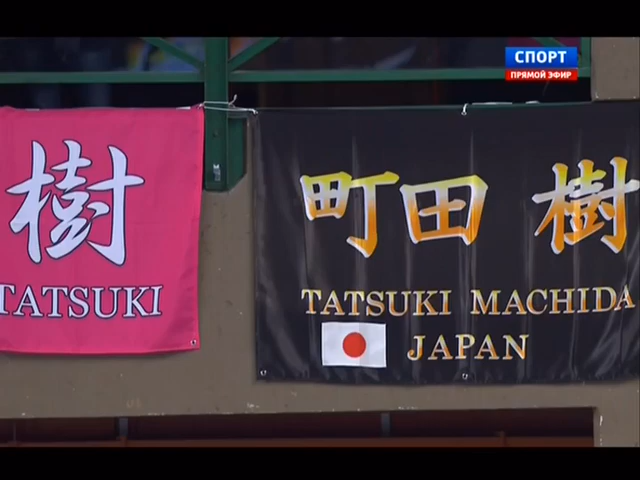 СПОРТ
ПРЯМОЙ ЭФИР
樹
TATSUKI
町田 樹
TATSUKI MACHIDA
JAPAN